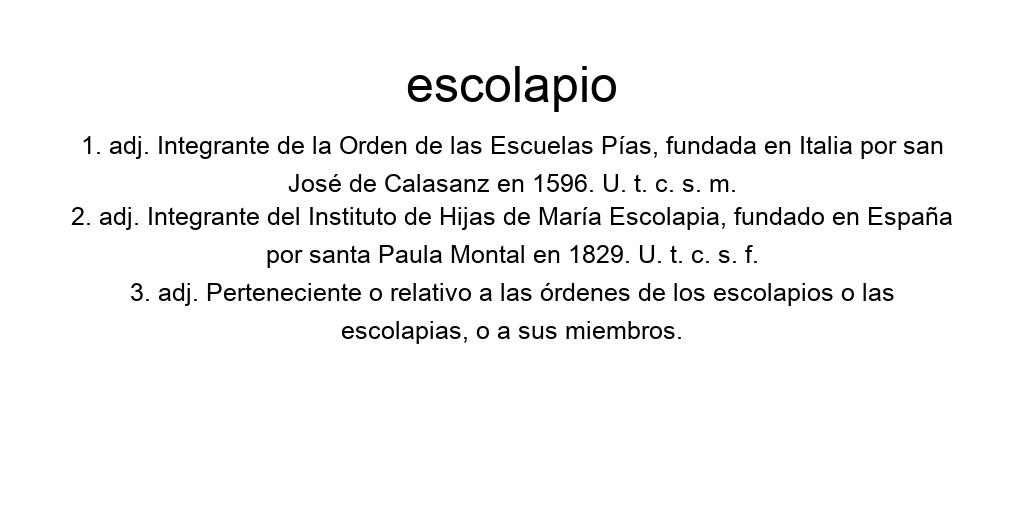 escolapio
1. adj. Integrante de la Orden de las Escuelas Pías, fundada en Italia por san
José de Calasanz en 1596. U. t. c. s. m.
2. adj. Integrante del Instituto de Hijas de María Escolapia, fundado en España
por santa Paula Montal en 1829. U. t. c. s. f.
3. adj. Perteneciente o relativo a las órdenes de los escolapios o las
escolapias, o a sus miembros.